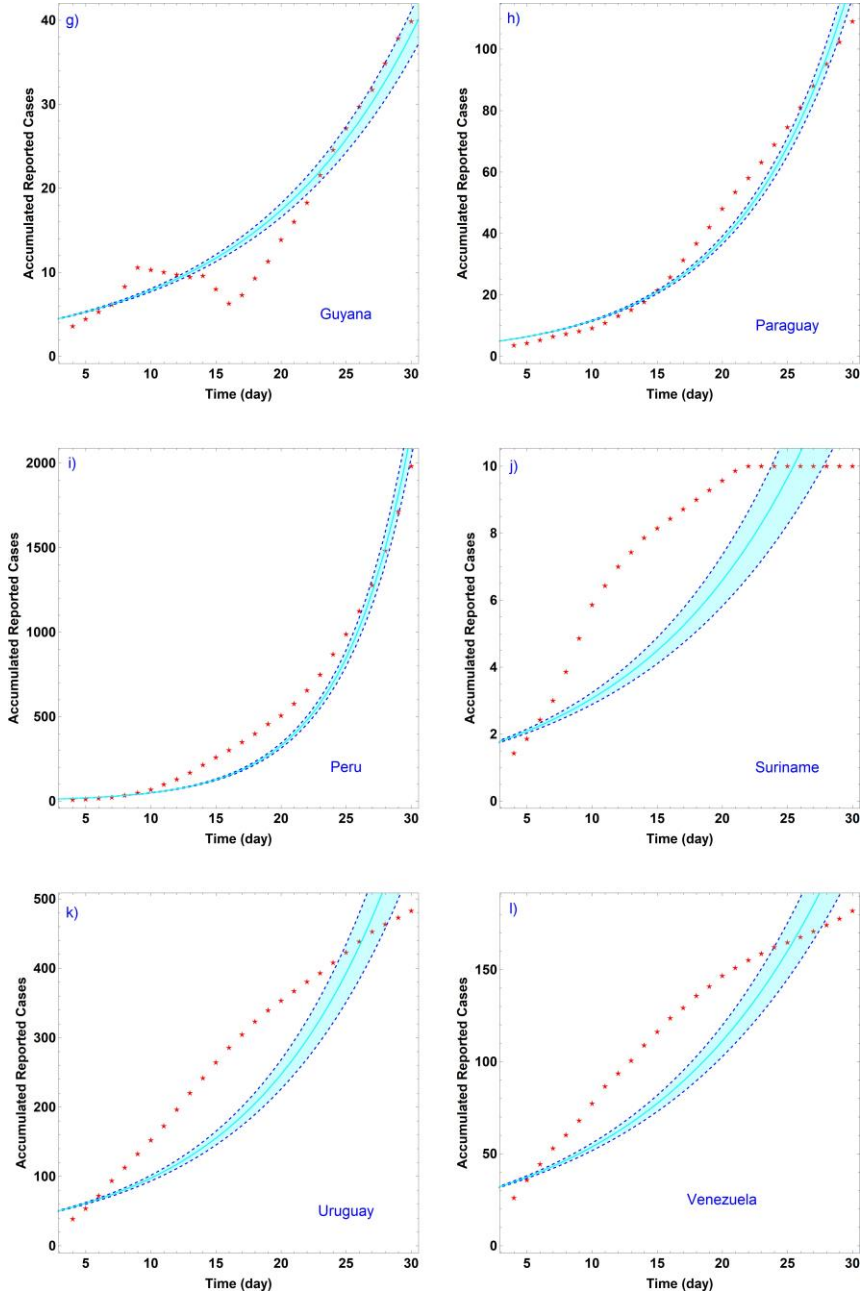 g)
Accumulated Reported Cases
40
30
20
10
0
Guyana
5 10 15 20 25 30
Time (day)
h)
Accumulated Reported Cases
100
80
60
40
20
0
Paraguay
5 10 15 20 25 30
Time (day)
i)
Accumulated Reported Cases
2000
1500
1000
500
0
Peru
5 10 15 20 25 30
Time (day)
j)
Accumulated Reported Cases
10
8
6
4
2
0
Suriname
5 10 15 20 25 30
Time (day)
k)
Accumulated Reported Cases
500
400
300
200
100
0
Uruguay
5 10 15 20 25 30
Time (day)
l)
Accumulated Reported Cases
150
100
50
0
Venezuela
5 10 15 20 25 30
Time (day)